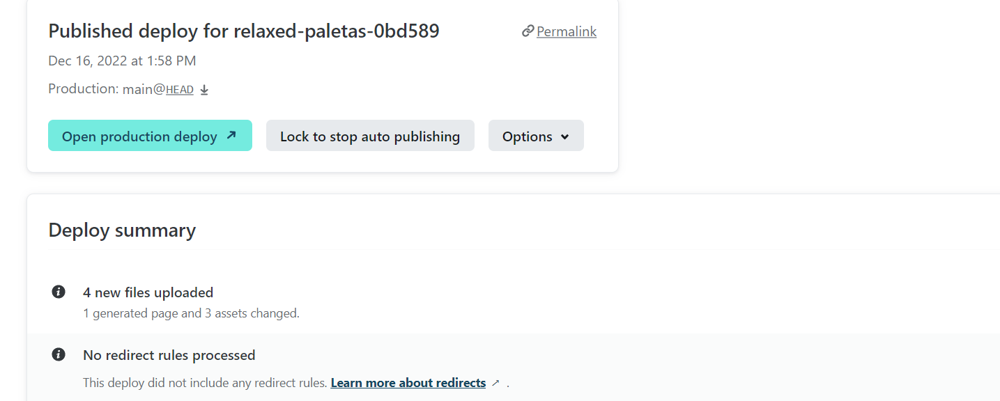 Published deploy for relaxed-paletas-0bd589
Permalink
Dec 16, 2022 at 1:58 PM
Production: main@HEAD
Open production deploy
Lock to stop auto publishing
Options
Deploy summary
4 new files uploaded
1 generated page and 3 assets changed.
No redirect rules processed
This deploy did not include any redirect rules. Learn more about redirects .